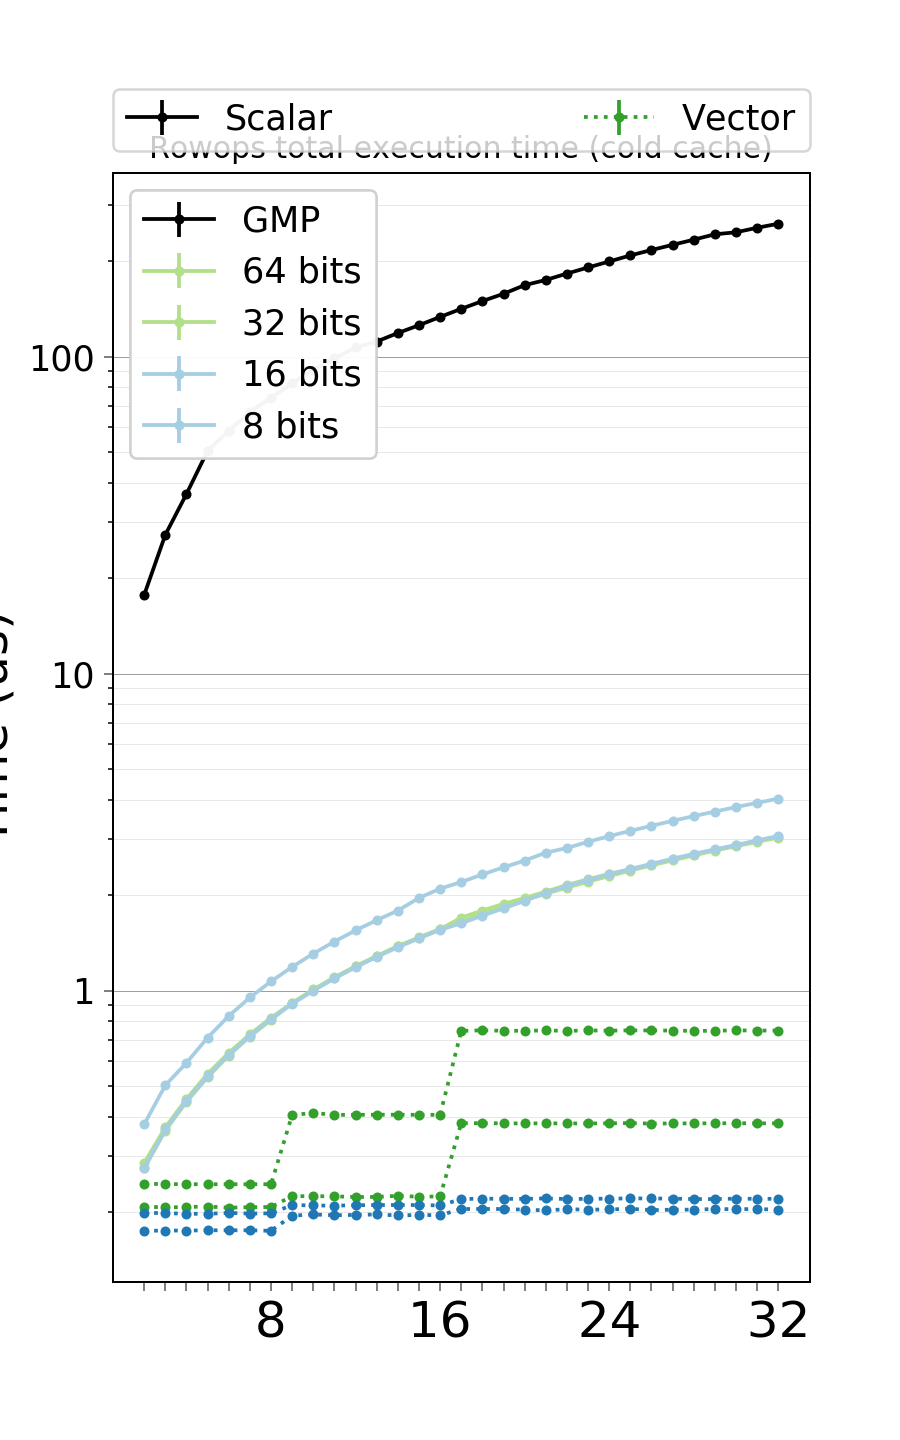 Scalar
Vector
Rowops total execution time (cold cache)
GMP
64 bits
32 bits
16 bits
8 bits
100
10
1
8
16
24
32